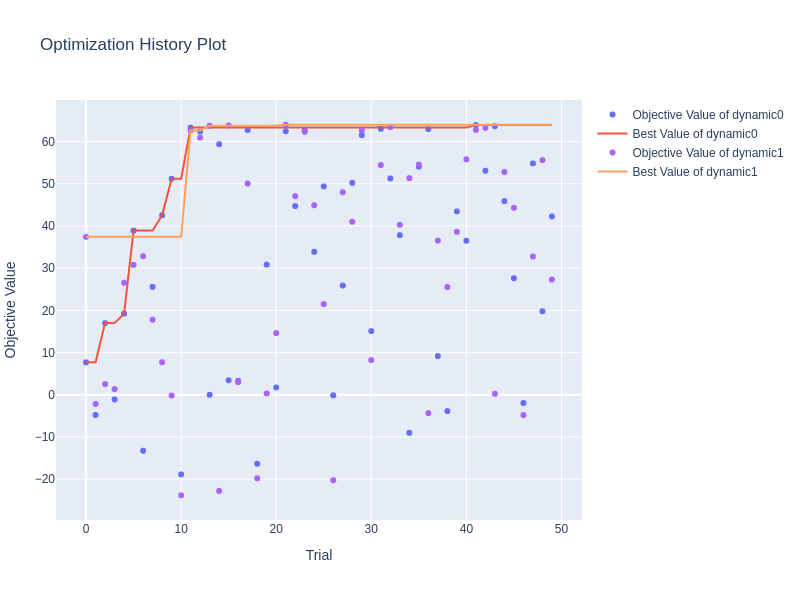 Optimization History Plot
Objective Value of dynamic0
Best Value of dynamic0
Objective Value of dynamic1
Best Value of dynamic1
60
50
40
30
20
10
0
−10
−20
Objective Value
0 10 20 30 40 50
Trial